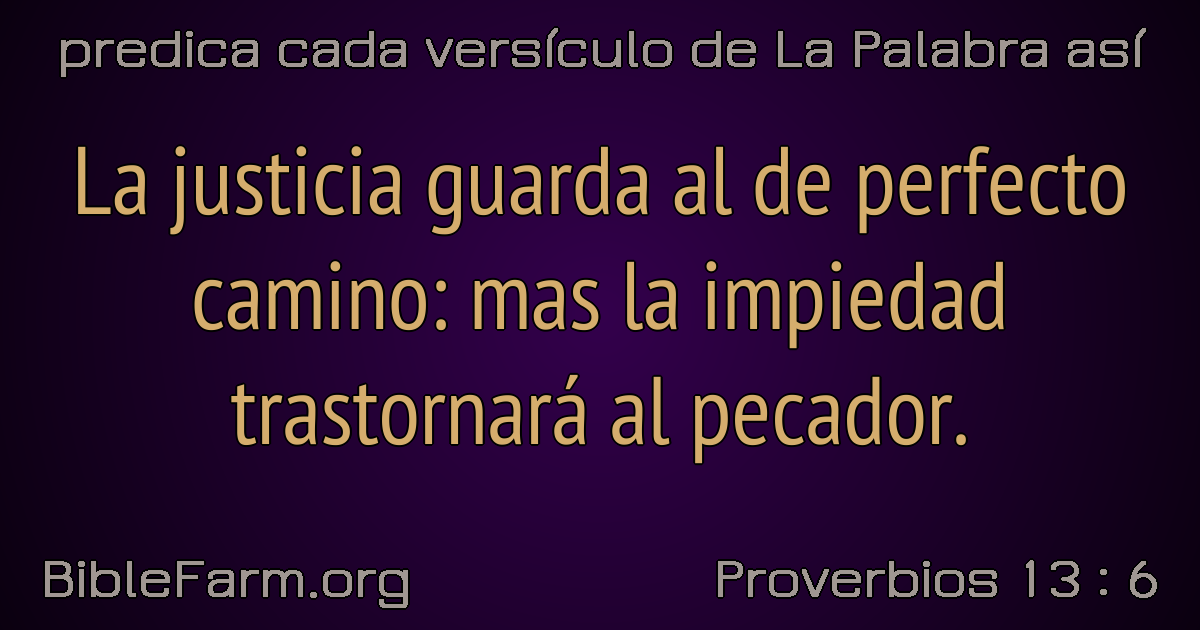 predica cada versículo de La Palabra así
La justicia guarda al de perfecto
camino: mas la impiedad
trastornará al pecador.
BibleFarm.org
Proverbios 13 : 6